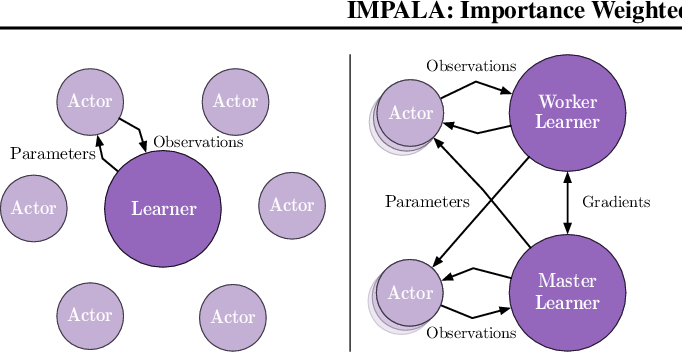 IMPALA: Importance Weighted
Actor
Actor
Parameters
Observations
Actor
Learner
Actor
Actor
Actor
Observations
Actor
Worker
Learner
Parameters
Gradients
Actor
Master
Learner
Observations